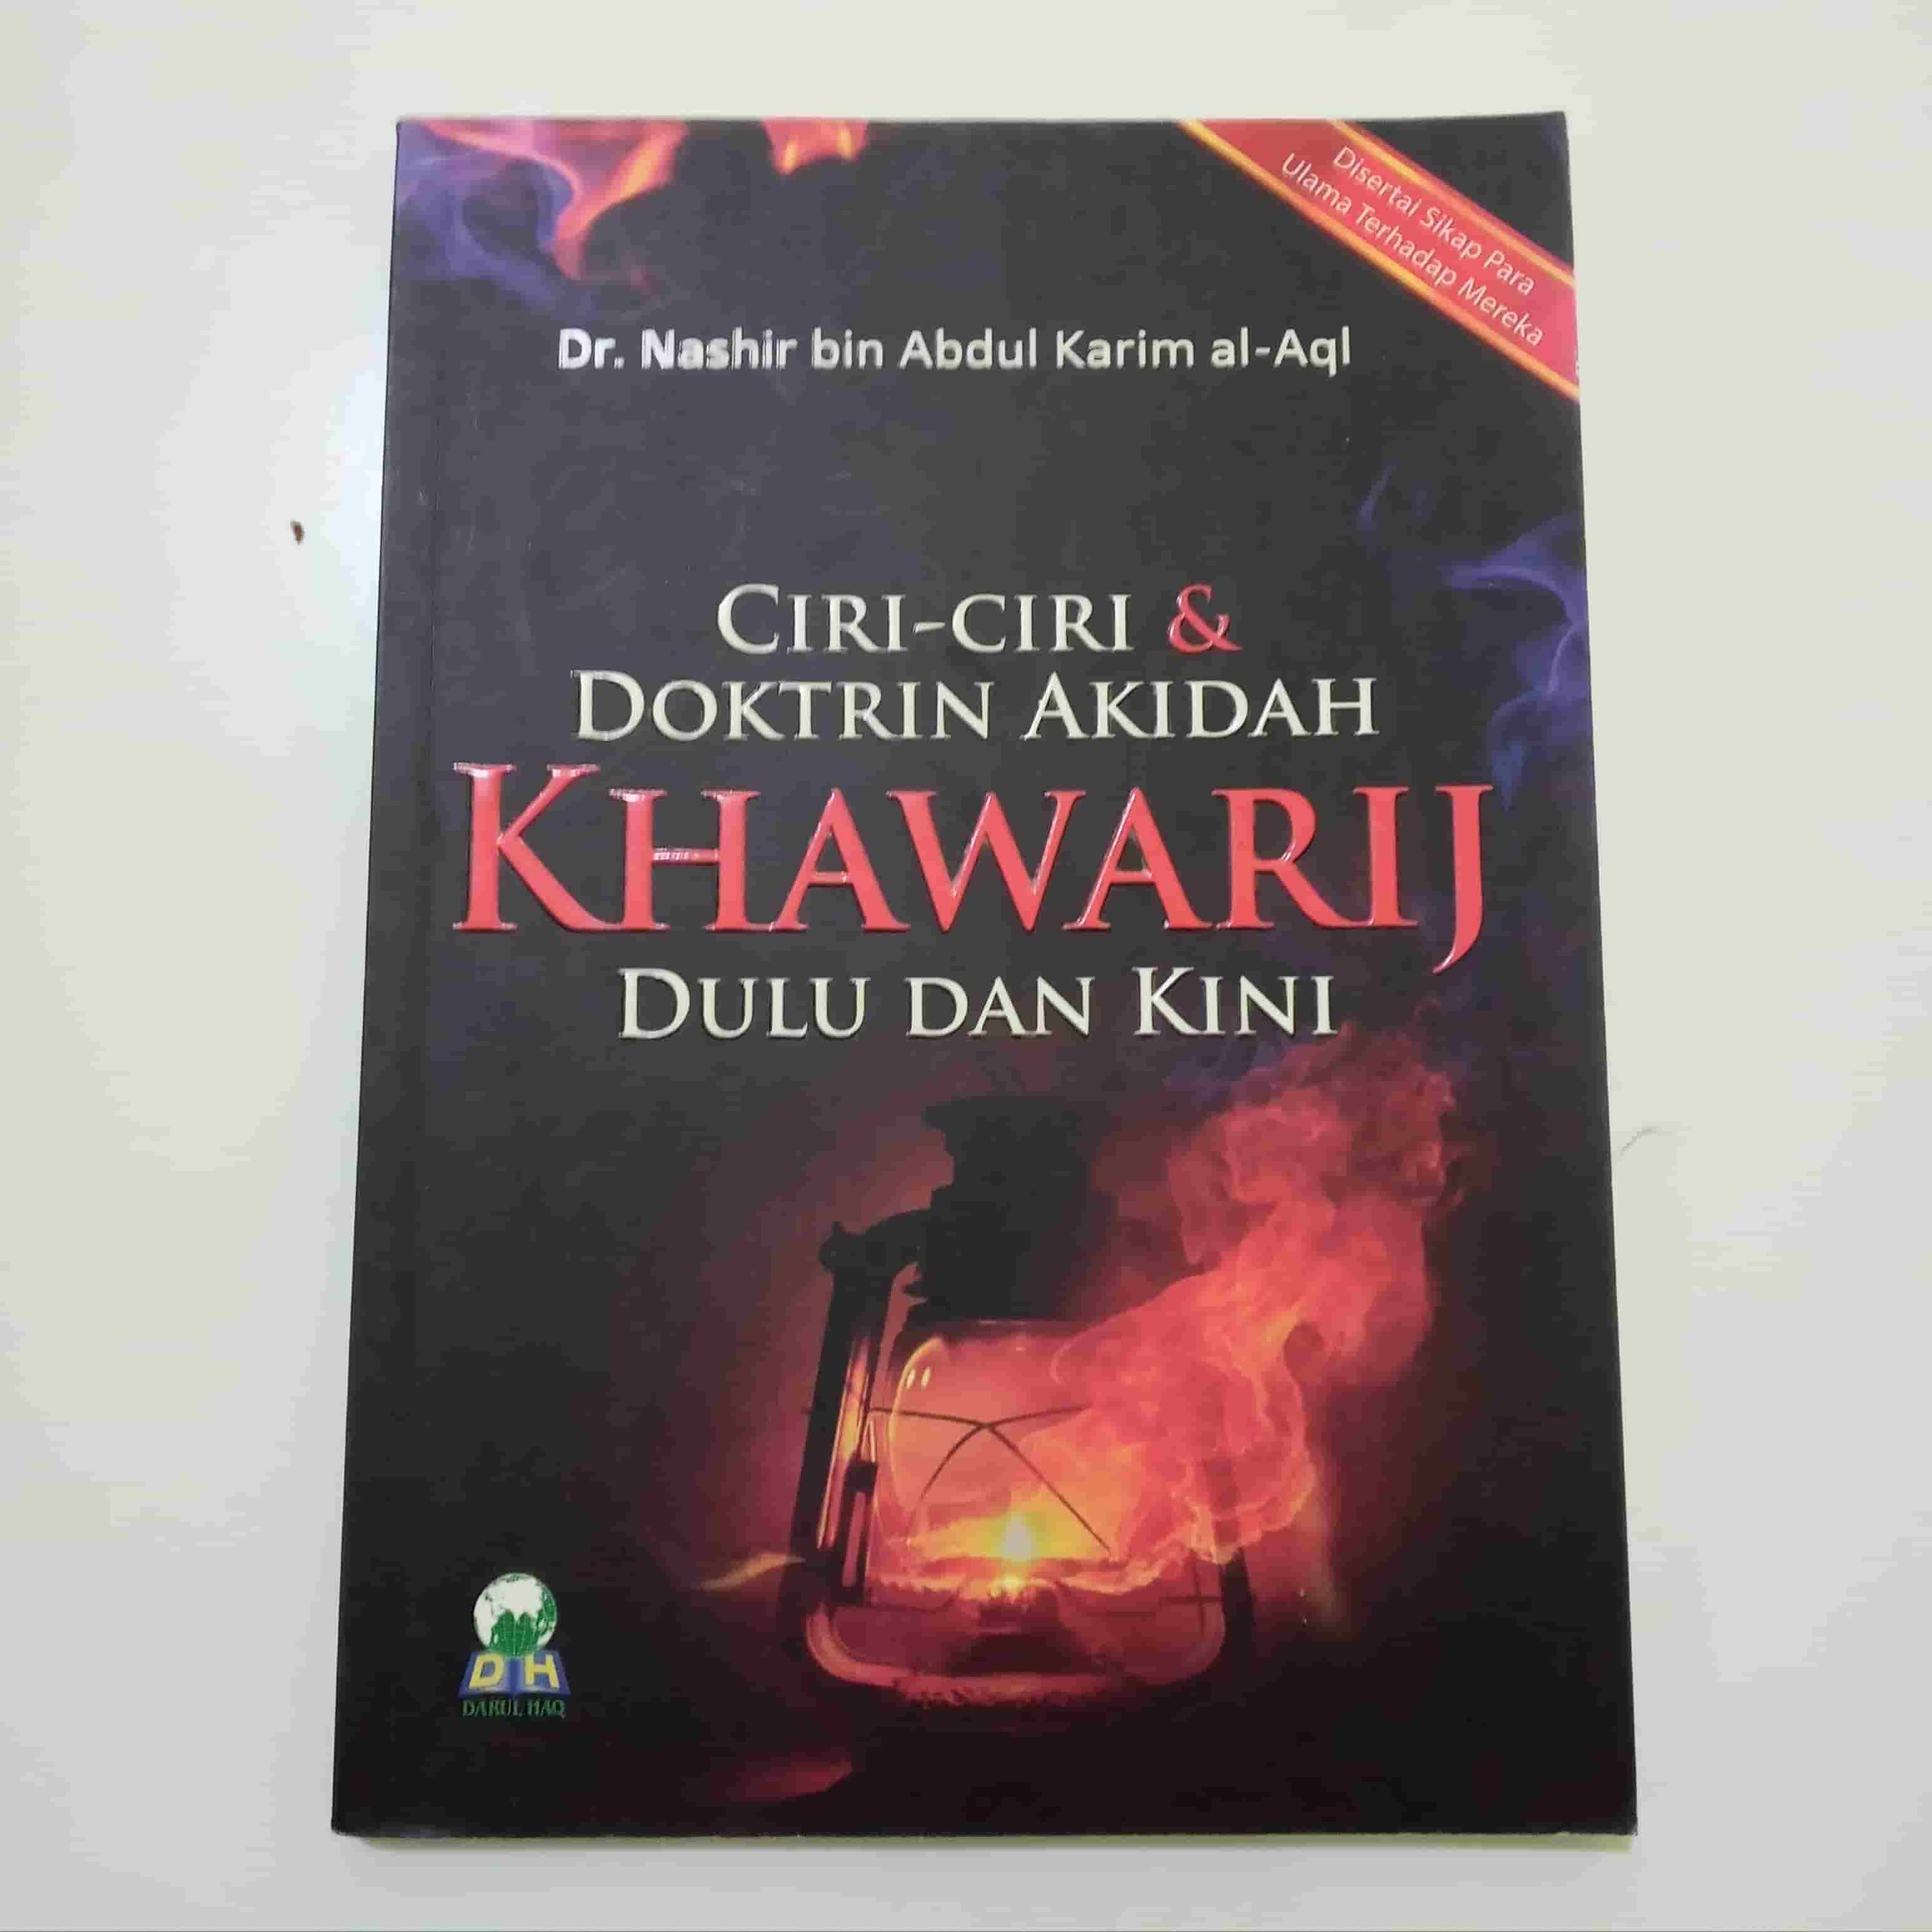 Disertai Sikap Para
Ulama Terhadap Mereka
Dr. Nashir bin Abdul Karim al-Aql
CIRI-CIRI &
DOKTRIN AKIDAH
KHAWARIJ
DULU DAN KINI
DH
DARUL HAQ